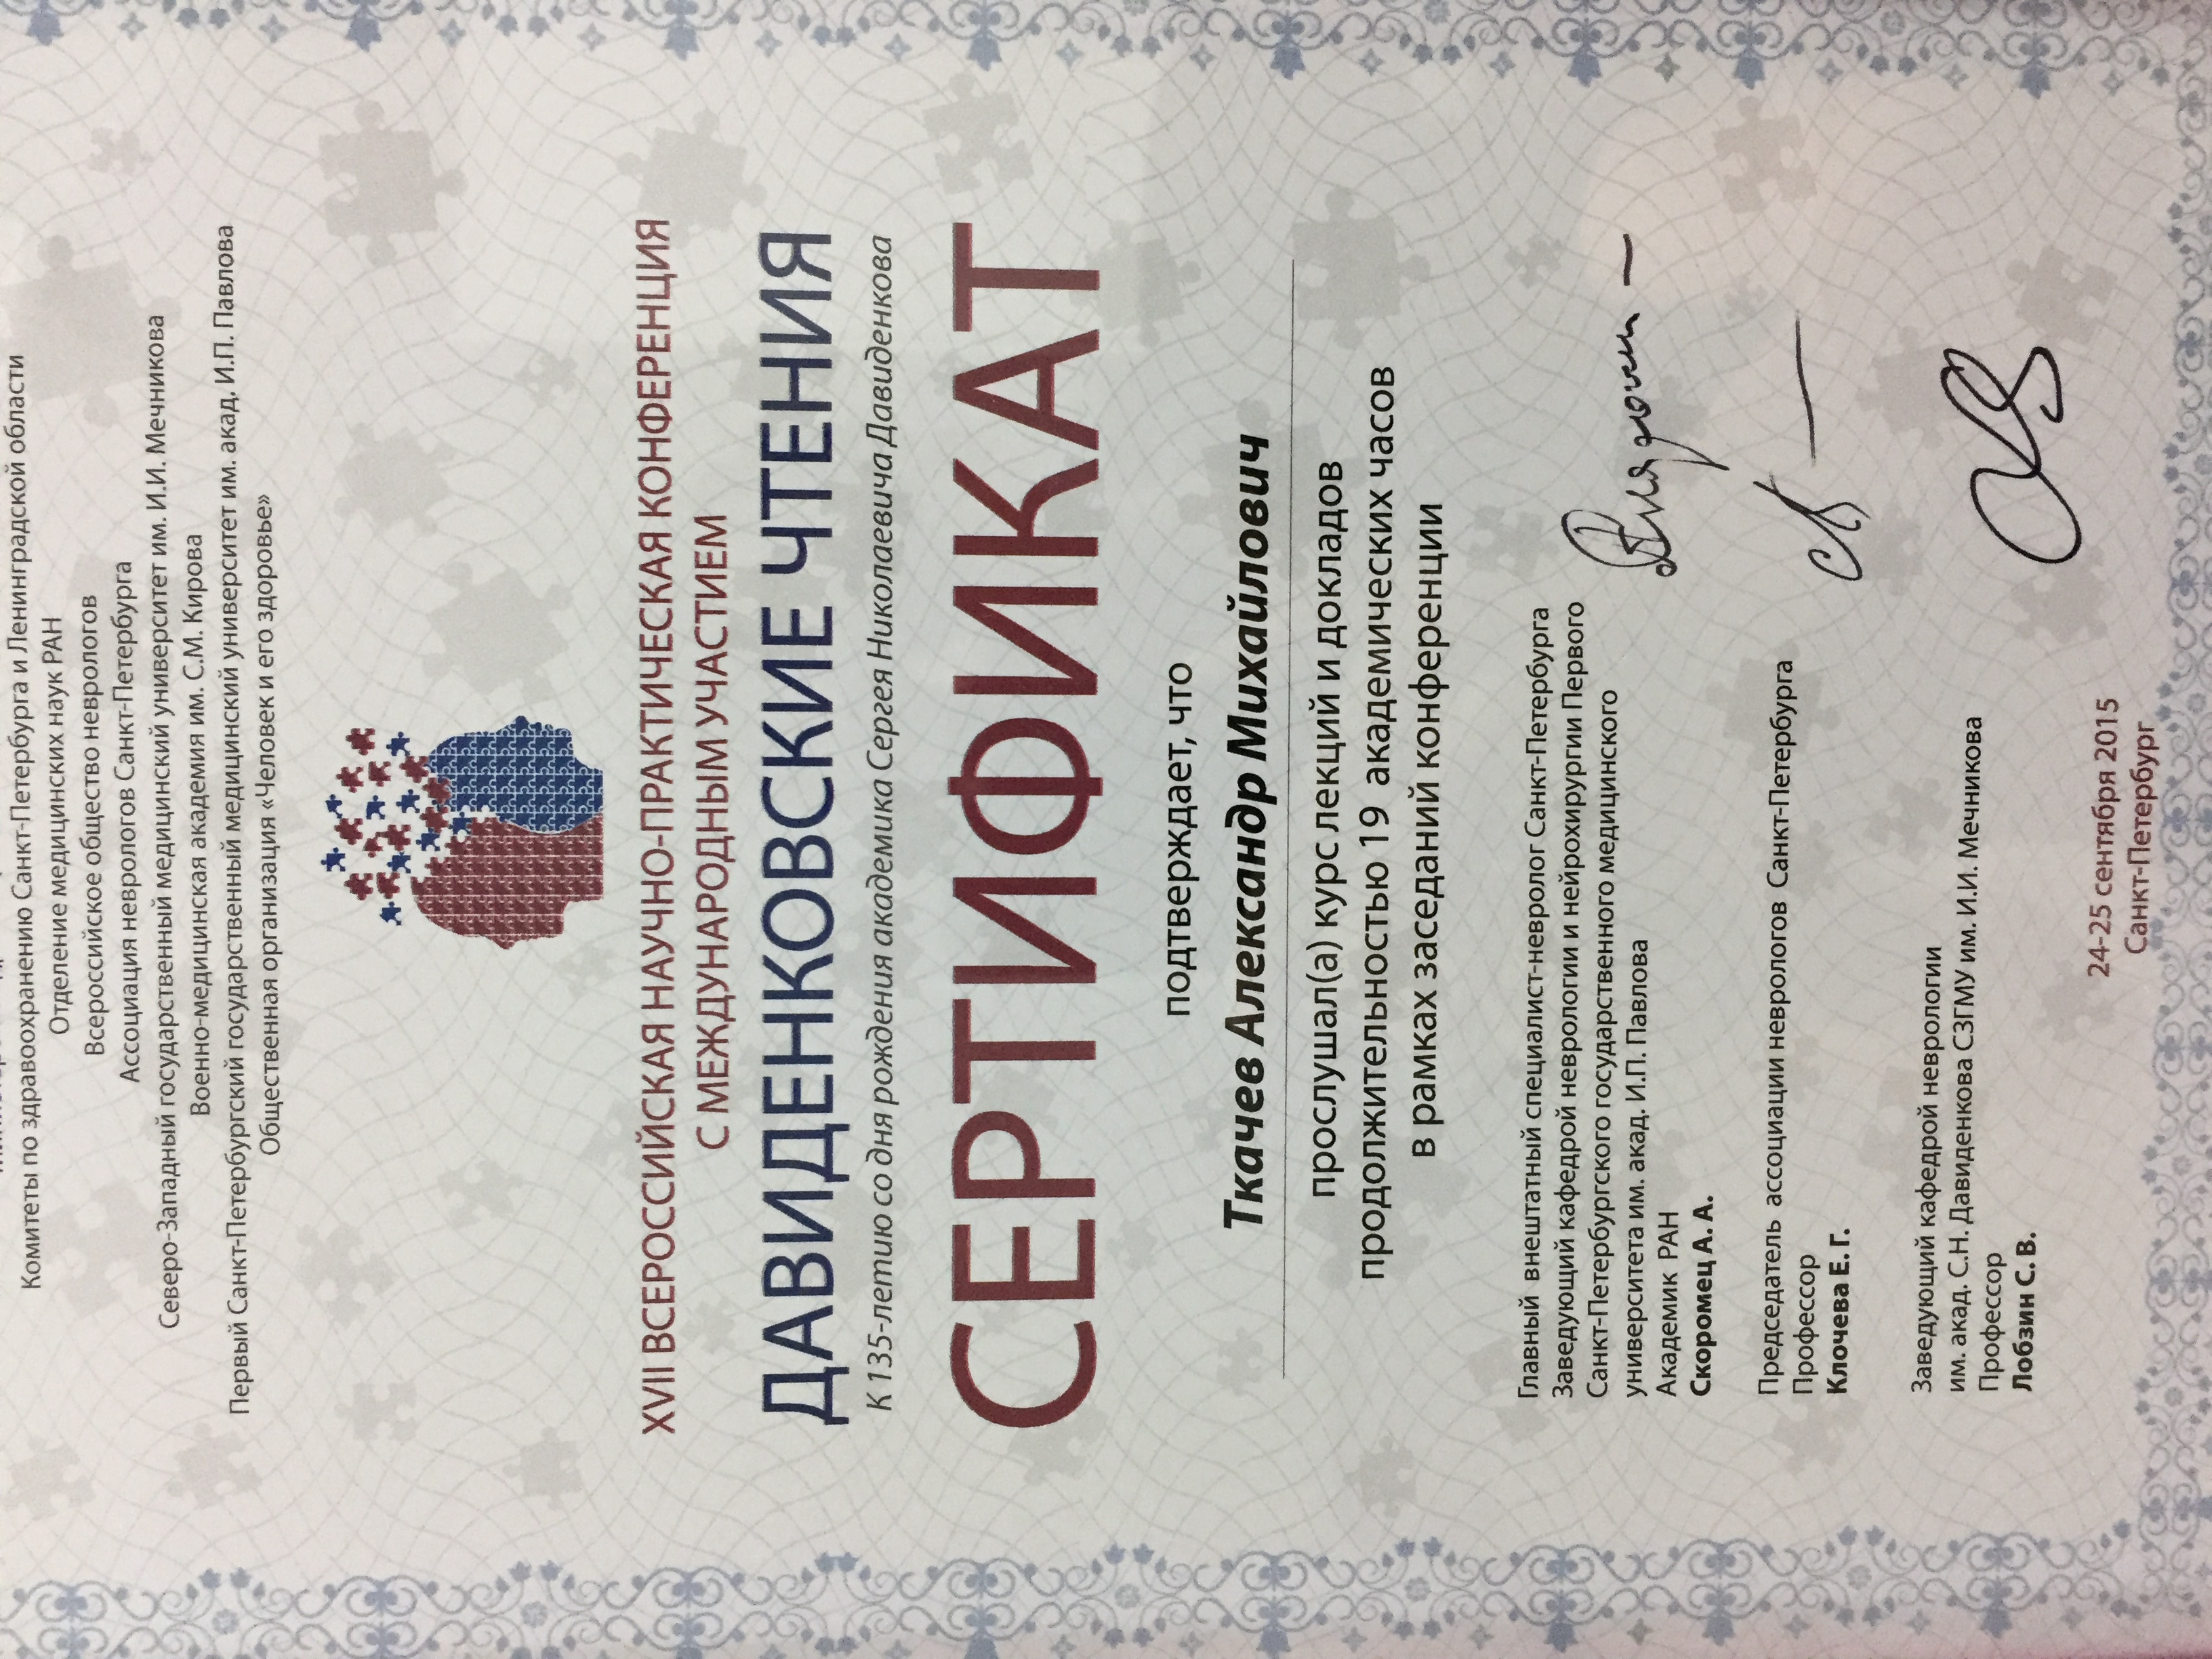 Комитеты по здравоохранению Санкт-Петербурга и Ленинградской области
Отделение медицинских наук РАН
Всероссийское общество неврологов
Ассоциация неврологов Санкт-Петербурга
Северо-Западный государственный медицинский университет им. И.И. Мечникова
Военно-медицинская академия им. С.М. Кирова
Первый Санкт-Петербургский государственный медицинский университет им. акад. И.П. Павлова
Общественная организация «Человек и его здоровье»
XVII ВСЕРОССИЙСКАЯ НАУЧНО-ПРАКТИЧЕСКАЯ КОНФЕРЕНЦИЯ
С МЕЖДУНАРОДНЫМ УЧАСТИЕМ
ДАВИДЕНКОВСКИЕ ЧТЕНИЯ
К 135-летию со дня рождения академика Сергея Николаевича Давиденкова
СЕРТИФИКАТ
подтверждает, что
Ткачев Александр Михайлович
прослушал(а) курс лекций и докладов
продолжительностью 19 академических часов
в рамках заседаний конференции
Главный внештатный специалист-невролог Санкт-Петербурга
Заведующий кафедрой неврологии и нейрохирургии Первого
Санкт-Петербургского государственного медицинского
университета им. акад. И.П. Павлова
Академик РАН
Скоромец А. А.
Председатель ассоциации неврологов Санкт-Петербурга
Профессор
Клочева Е. Г.
Заведующий кафедрой неврологии
им. акад. С.Н. Давиденкова СЗГМУ им. И.И. Мечникова
Профессор
Лобзин С. В.
24-25 сентября 2015
Санкт-Петербург